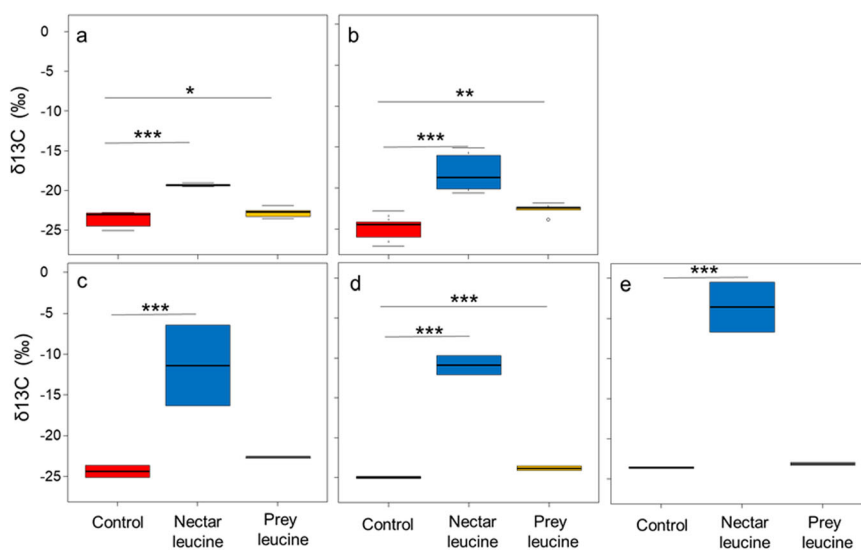 a
b
0
-5
-10
-15
-20
-25
δ13C (‰)
*
***
**
***
c
d
e
0
-5
-10
-15
-20
-25
δ13C (‰)
***
***
***
***
Control
Nectar
leucine
Prey
leucine
Control
Nectar
leucine
Prey
leucine
Control
Nectar
leucine
Prey
leucine